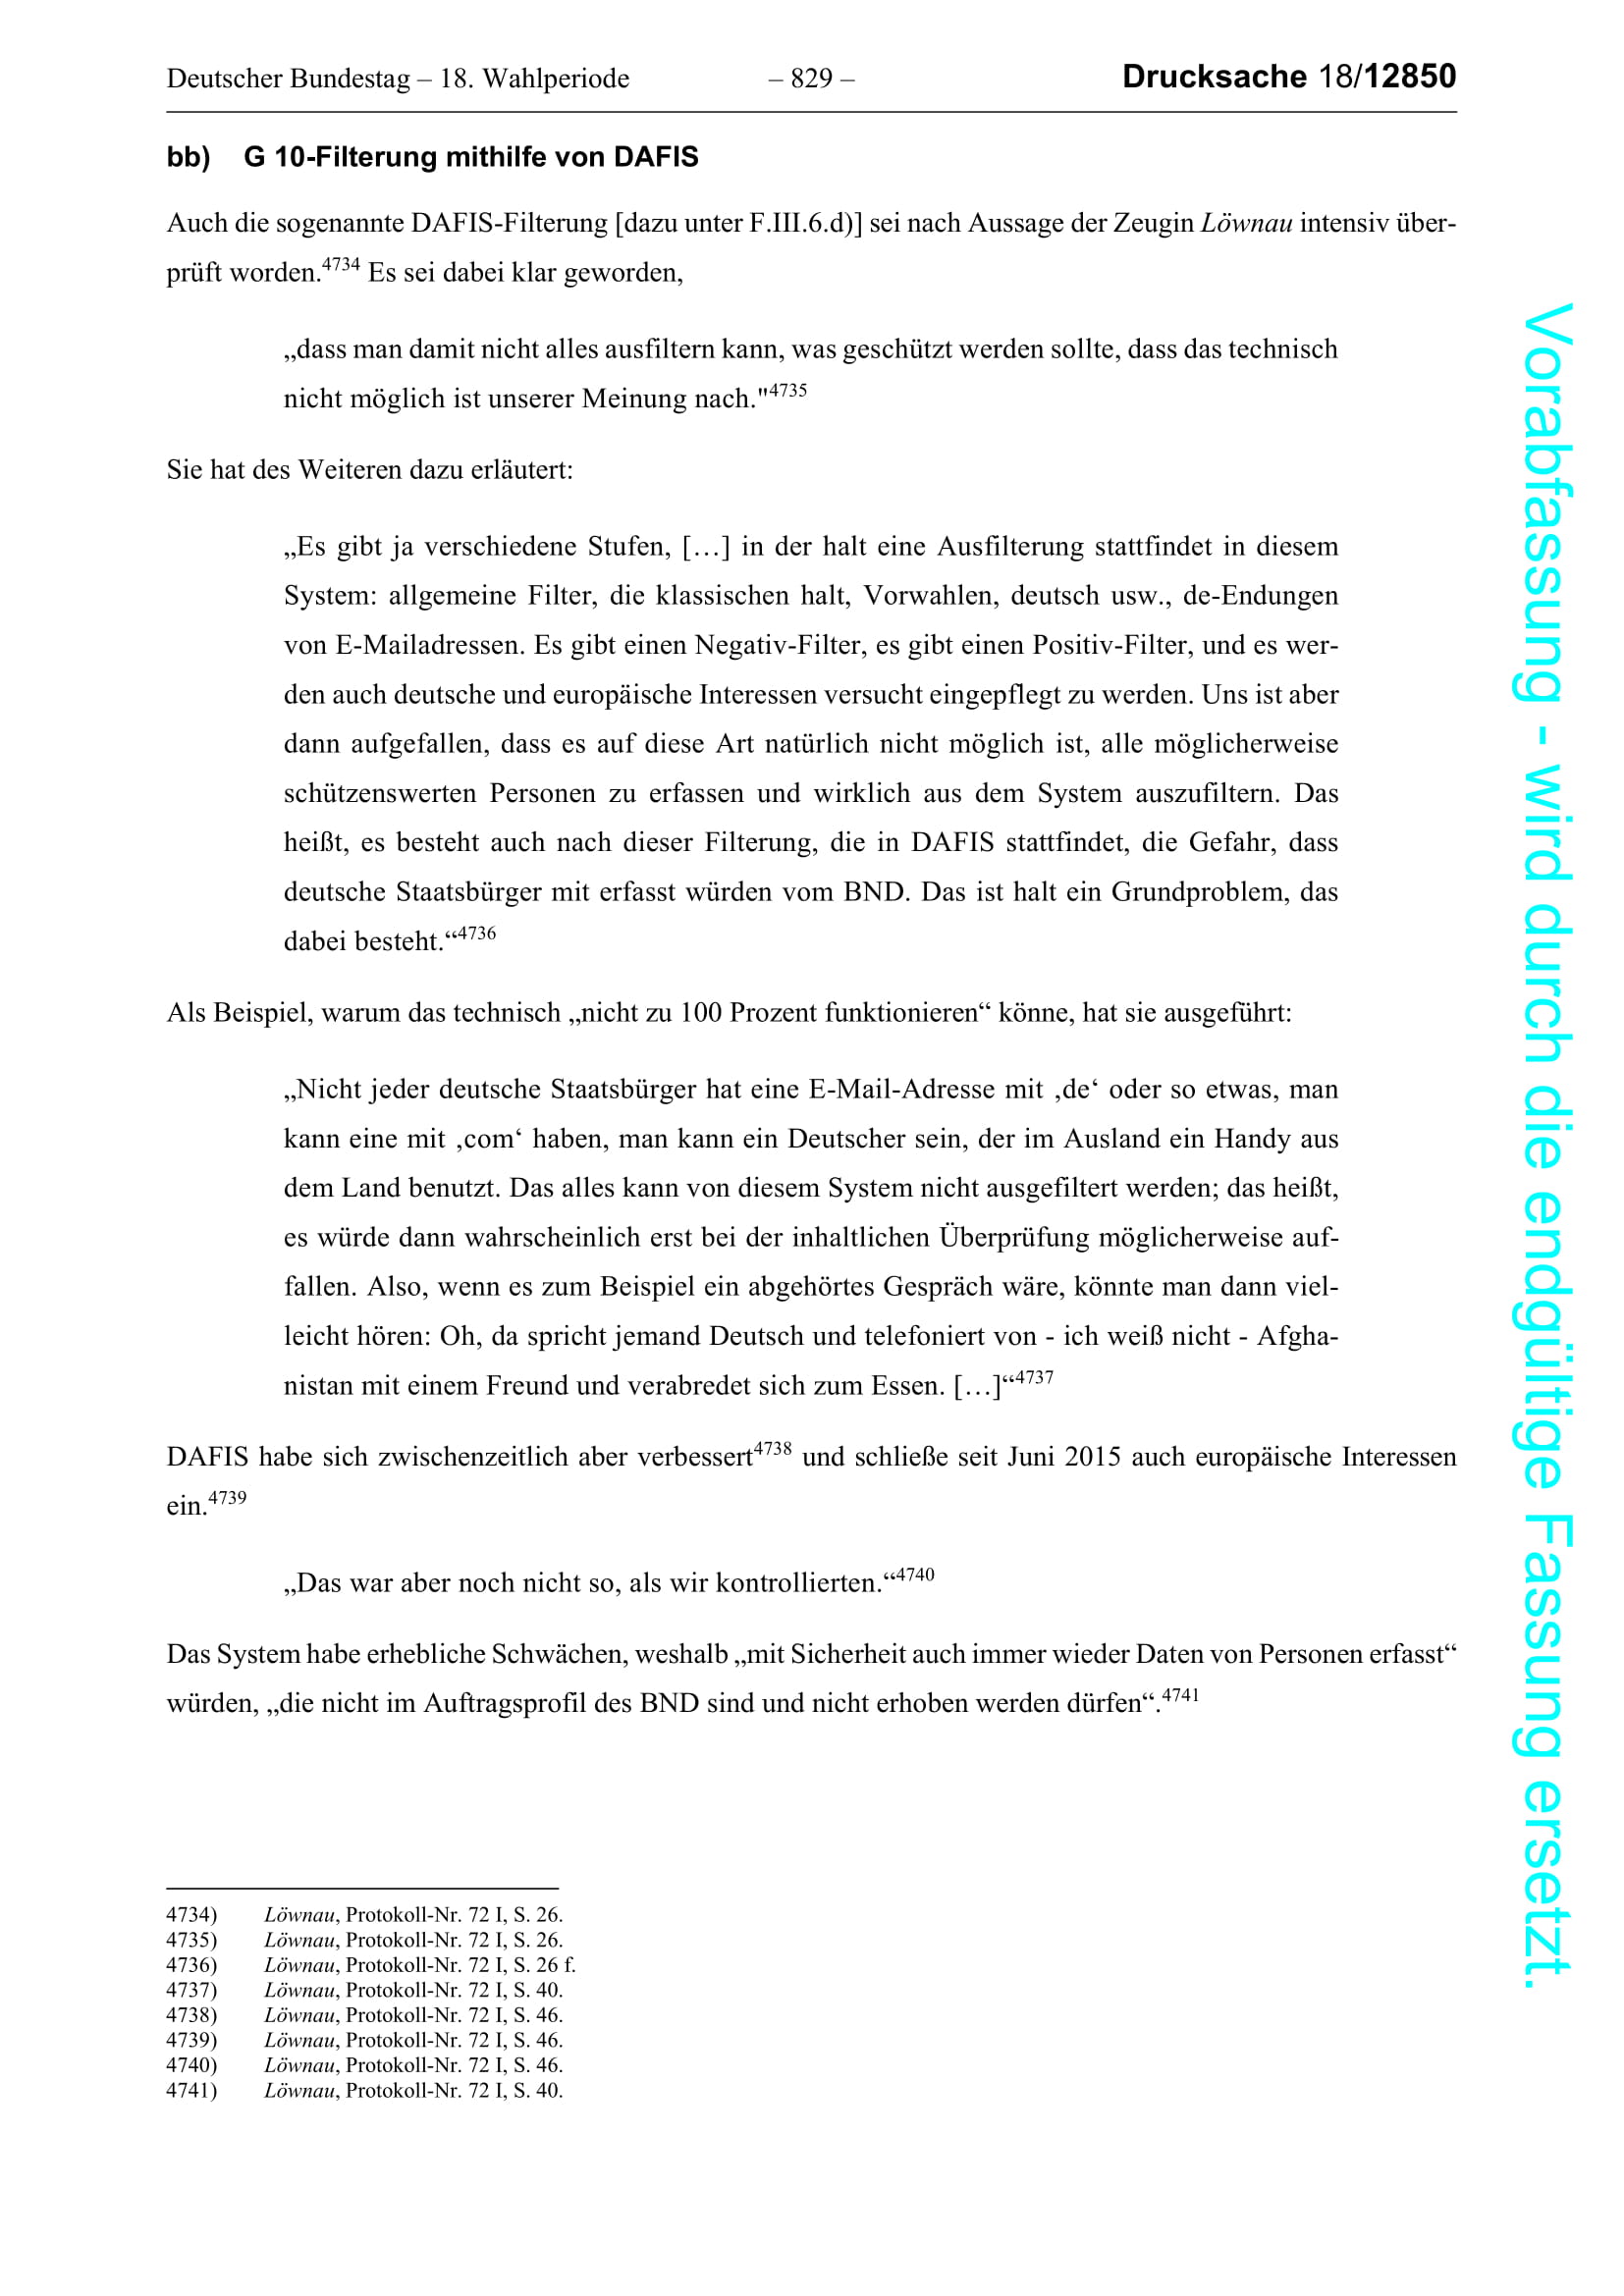 Deutscher Bundestag – 18. Wahlperiode – 829 – Drucksache 18/12850
bb) G 10-Filterung mithilfe von DAFIS
Auch die sogenannte DAFIS-Filterung [dazu unter F.III.6.d)] sei nach Aussage der Zeugin Löwnau intensiv über-
prüft worden.4734 Es sei dabei klar geworden,
„dass man damit nicht alles ausfiltern kann, was geschützt werden sollte, dass das technisch
nicht möglich ist unserer Meinung nach."4735
Sie hat des Weiteren dazu erläutert:
„Es gibt ja verschiedene Stufen, […] in der halt eine Ausfilterung stattfindet in diesem
System: allgemeine Filter, die klassischen halt, Vorwahlen, deutsch usw., de-Endungen
von E-Mailadressen. Es gibt einen Negativ-Filter, es gibt einen Positiv-Filter, und es wer-
den auch deutsche und europäische Interessen versucht eingepflegt zu werden. Uns ist aber
dann aufgefallen, dass es auf diese Art natürlich nicht möglich ist, alle möglicherweise
schützenswerten Personen zu erfassen und wirklich aus dem System auszufiltern. Das
heißt, es besteht auch nach dieser Filterung, die in DAFIS stattfindet, die Gefahr, dass
deutsche Staatsbürger mit erfasst würden vom BND. Das ist halt ein Grundproblem, das
dabei besteht.“4736
Als Beispiel, warum das technisch „nicht zu 100 Prozent funktionieren“ könne, hat sie ausgeführt:
„Nicht jeder deutsche Staatsbürger hat eine E-Mail-Adresse mit ‚de‘ oder so etwas, man
kann eine mit ‚com‘ haben, man kann ein Deutscher sein, der im Ausland ein Handy aus
dem Land benutzt. Das alles kann von diesem System nicht ausgefiltert werden; das heißt,
es würde dann wahrscheinlich erst bei der inhaltlichen Überprüfung möglicherweise auf-
fallen. Also, wenn es zum Beispiel ein abgehörtes Gespräch wäre, könnte man dann viel-
leicht hören: Oh, da spricht jemand Deutsch und telefoniert von - ich weiß nicht - Afgha-
nistan mit einem Freund und verabredet sich zum Essen. […]“4737
DAFIS habe sich zwischenzeitlich aber verbessert4738 und schließe seit Juni 2015 auch europäische Interessen
ein.4739
„Das war aber noch nicht so, als wir kontrollierten.“4740
Das System habe erhebliche Schwächen, weshalb „mit Sicherheit auch immer wieder Daten von Personen erfasst“
würden, „die nicht im Auftragsprofil des BND sind und nicht erhoben werden dürfen“.4741
4734) Löwnau, Protokoll-Nr. 72 I, S. 26.
4735) Löwnau, Protokoll-Nr. 72 I, S. 26.
4736) Löwnau, Protokoll-Nr. 72 I, S. 26 f.
4737) Löwnau, Protokoll-Nr. 72 I, S. 40.
4738) Löwnau, Protokoll-Nr. 72 I, S. 46.
4739) Löwnau, Protokoll-Nr. 72 I, S. 46.
4740) Löwnau, Protokoll-Nr. 72 I, S. 46.
4741) Löwnau, Protokoll-Nr. 72 I, S. 40.
Vorabfassung - wird durch die endgültige Fassung ersetzt.